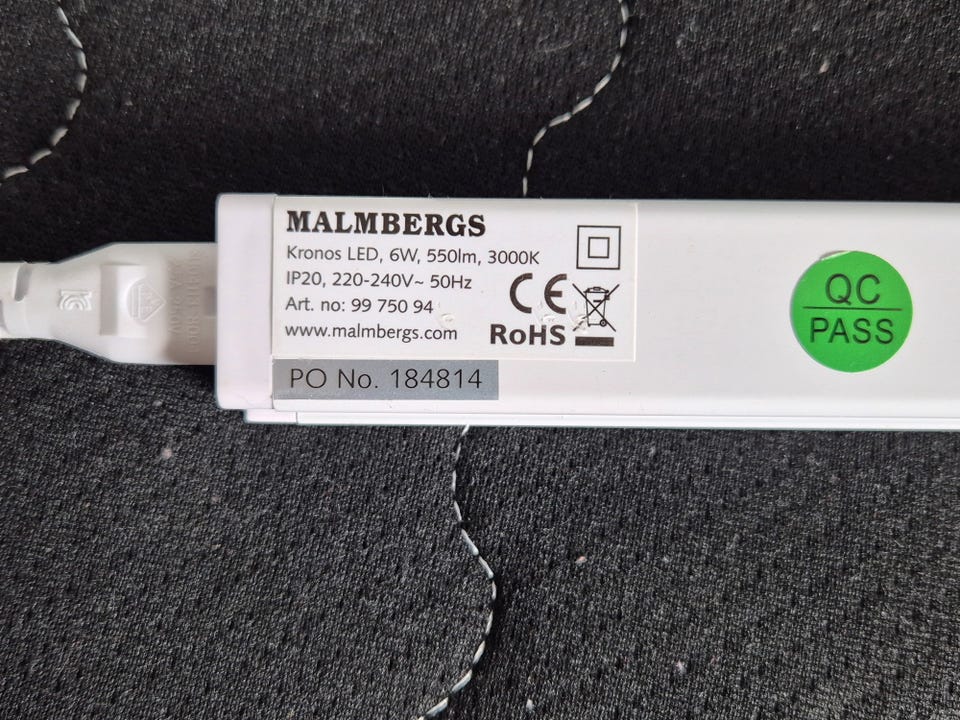 MALMBERGS
Kronos LED, 6W, 550lm, 3000K
IP20, 220-240V~ 50Hz
Art. no: 99 750 94
www.malmbergs.com
CE
RoHS
PO No. 184814
QC
PASS